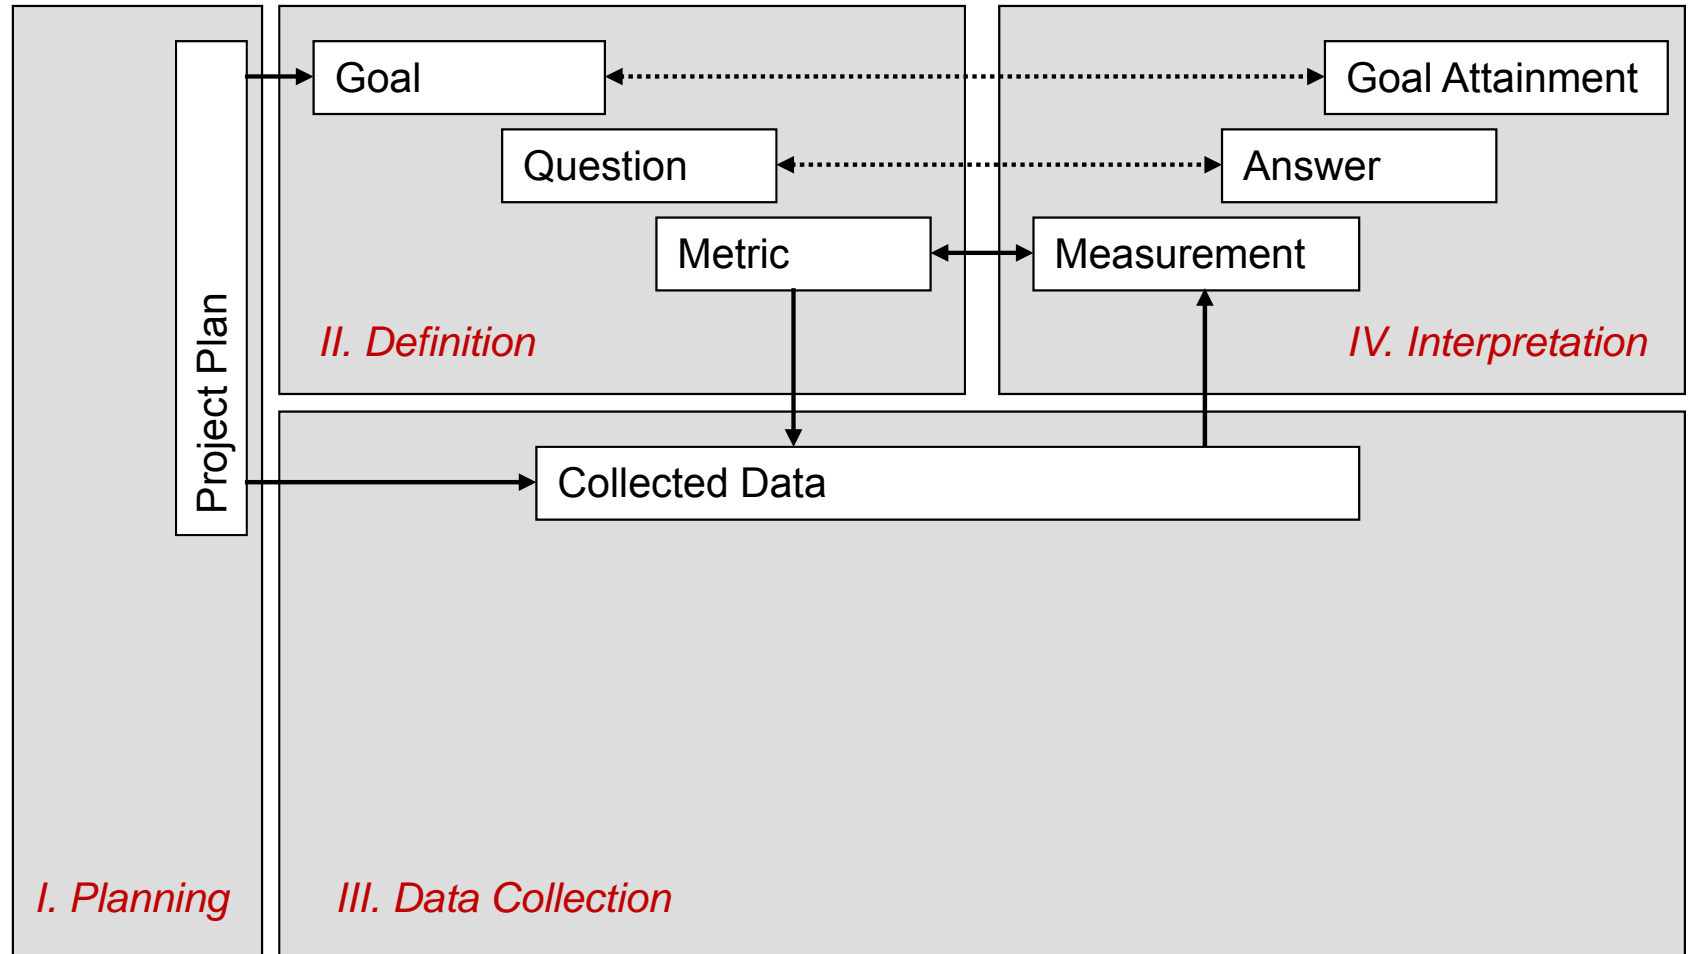 Project Plan
Goal
Goal Attainment
Question
Answer
Metric
Measurement
II. Definition
IV. Interpretation
Collected Data
I. Planning
III. Data Collection